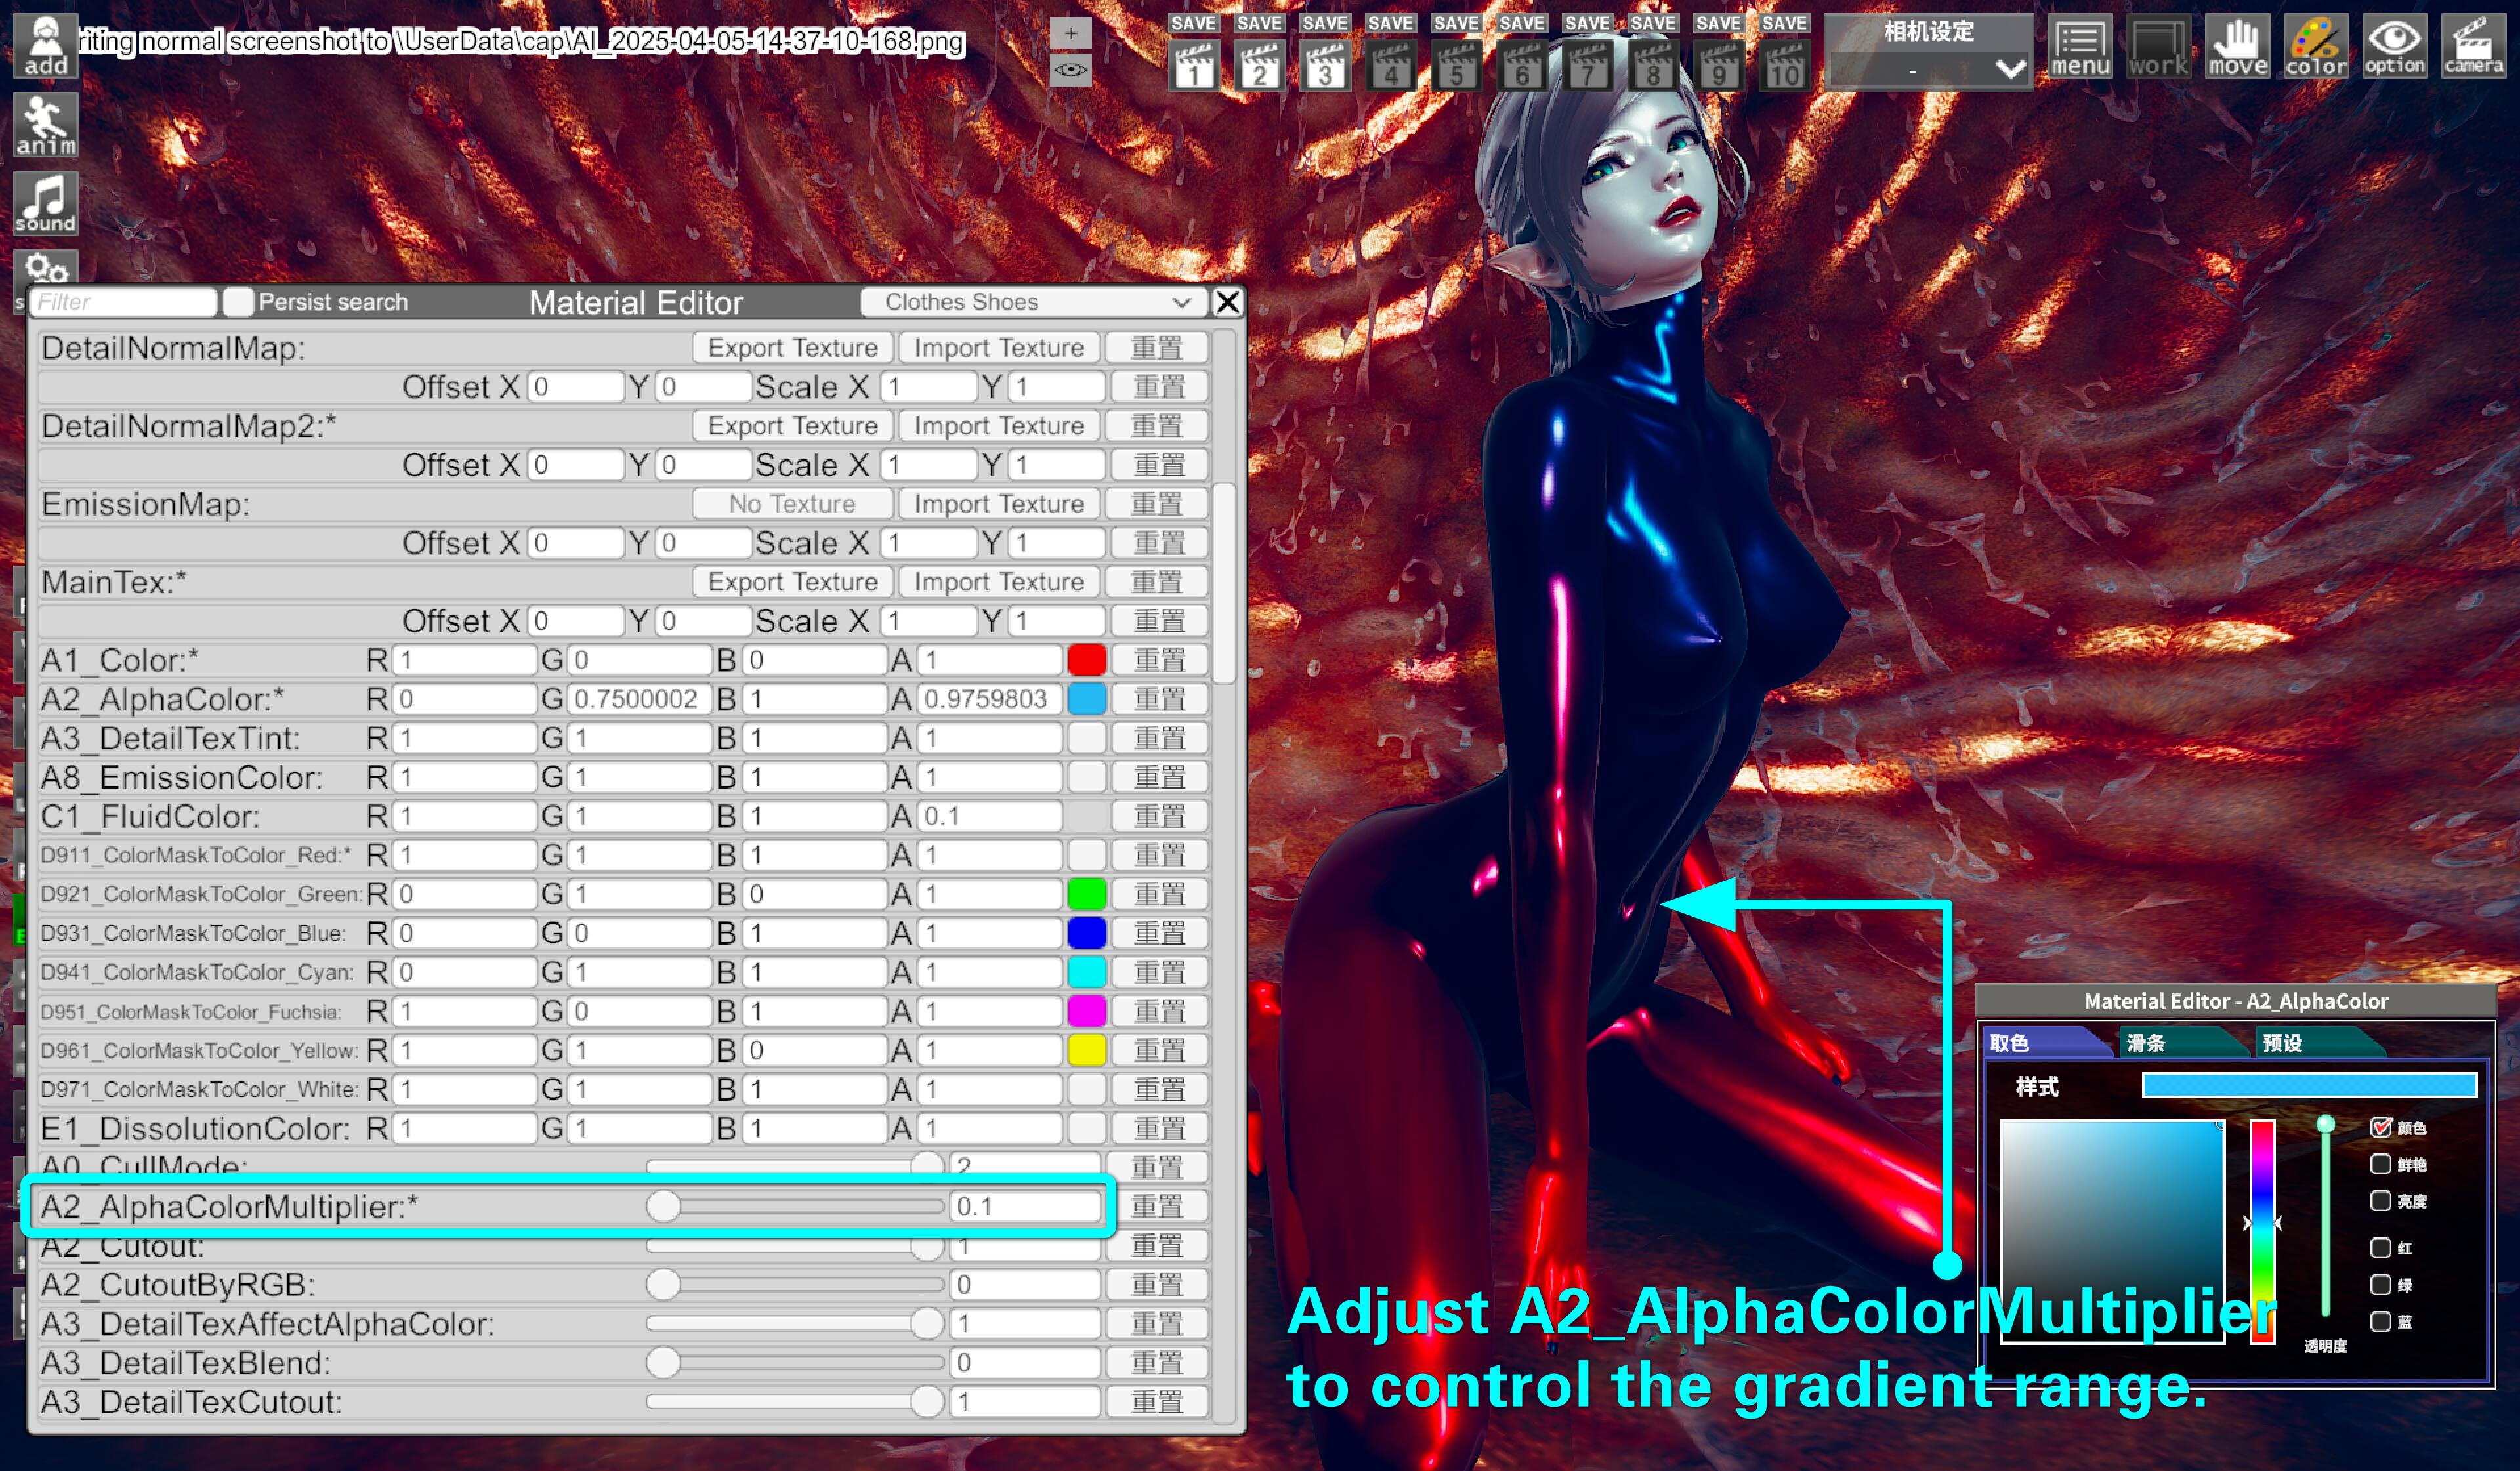 riting normal screenshot to \UserData\cap\AI_2025-04-05-14-37-10-168.png
+
SAVE SAVE SAVE SAVE SAVE SAVE SAVE SAVE SAVE SAVE
1 2 3 4 5 6 7 8 9 10
相机设定
-
menu work move color option camera
add
anim
sound
Filter Persist search Material Editor Clothes Shoes
DetailNormalMap: Export Texture Import Texture 重置
Offset X 0 Y 0 Scale X 1 Y 1 重置
DetailNormalMap2:* Export Texture Import Texture 重置
Offset X 0 Y 0 Scale X 1 Y 1 重置
EmissionMap: No Texture Import Texture 重置
Offset X 0 Y 0 Scale X 1 Y 1 重置
MainTex:* Export Texture Import Texture 重置
Offset X 0 Y 0 Scale X 1 Y 1 重置
A1_Color:* R 1 G 0 B 0 A 1 重置
A2_AlphaColor:* R 0 G 0.7500002 B 1 A 0.9759803 重置
A3_DetailTexTint: R 1 G 1 B 1 A 1 重置
A8_EmissionColor: R 1 G 1 B 1 A 1 重置
C1_FluidColor: R 1 G 1 B 1 A 0.1 重置
D911_ColorMaskToColor_Red:* R 1 G 1 B 1 A 1 重置
D921_ColorMaskToColor_Green: R 0 G 1 B 0 A 1 重置
D931_ColorMaskToColor_Blue: R 0 G 0 B 1 A 1 重置
D941_ColorMaskToColor_Cyan: R 0 G 1 B 1 A 1 重置
D951_ColorMaskToColor_Fuchsia: R 1 G 0 B 1 A 1 重置
D961_ColorMaskToColor_Yellow: R 1 G 1 B 0 A 1 重置
D971_ColorMaskToColor_White: R 1 G 1 B 1 A 1 重置
E1_DissolutionColor: R 1 G 1 B 1 A 1 重置
A0_CullMode: 2 重置
A2_AlphaColorMultiplier:* 0.1 重置
A2_Cutout: 1 重置
A2_CutoutByRGB: 0 重置
A3_DetailTexAffectAlphaColor: 1 重置
A3_DetailTexBlend: 0 重置
A3_DetailTexCutout: 1 重置
Material Editor - A2_AlphaColor
取色 滑条 预设
样式
颜色
鲜艳
亮度
红
绿
蓝
透明度
Adjust A2_AlphaColorMultiplier
to control the gradient range.